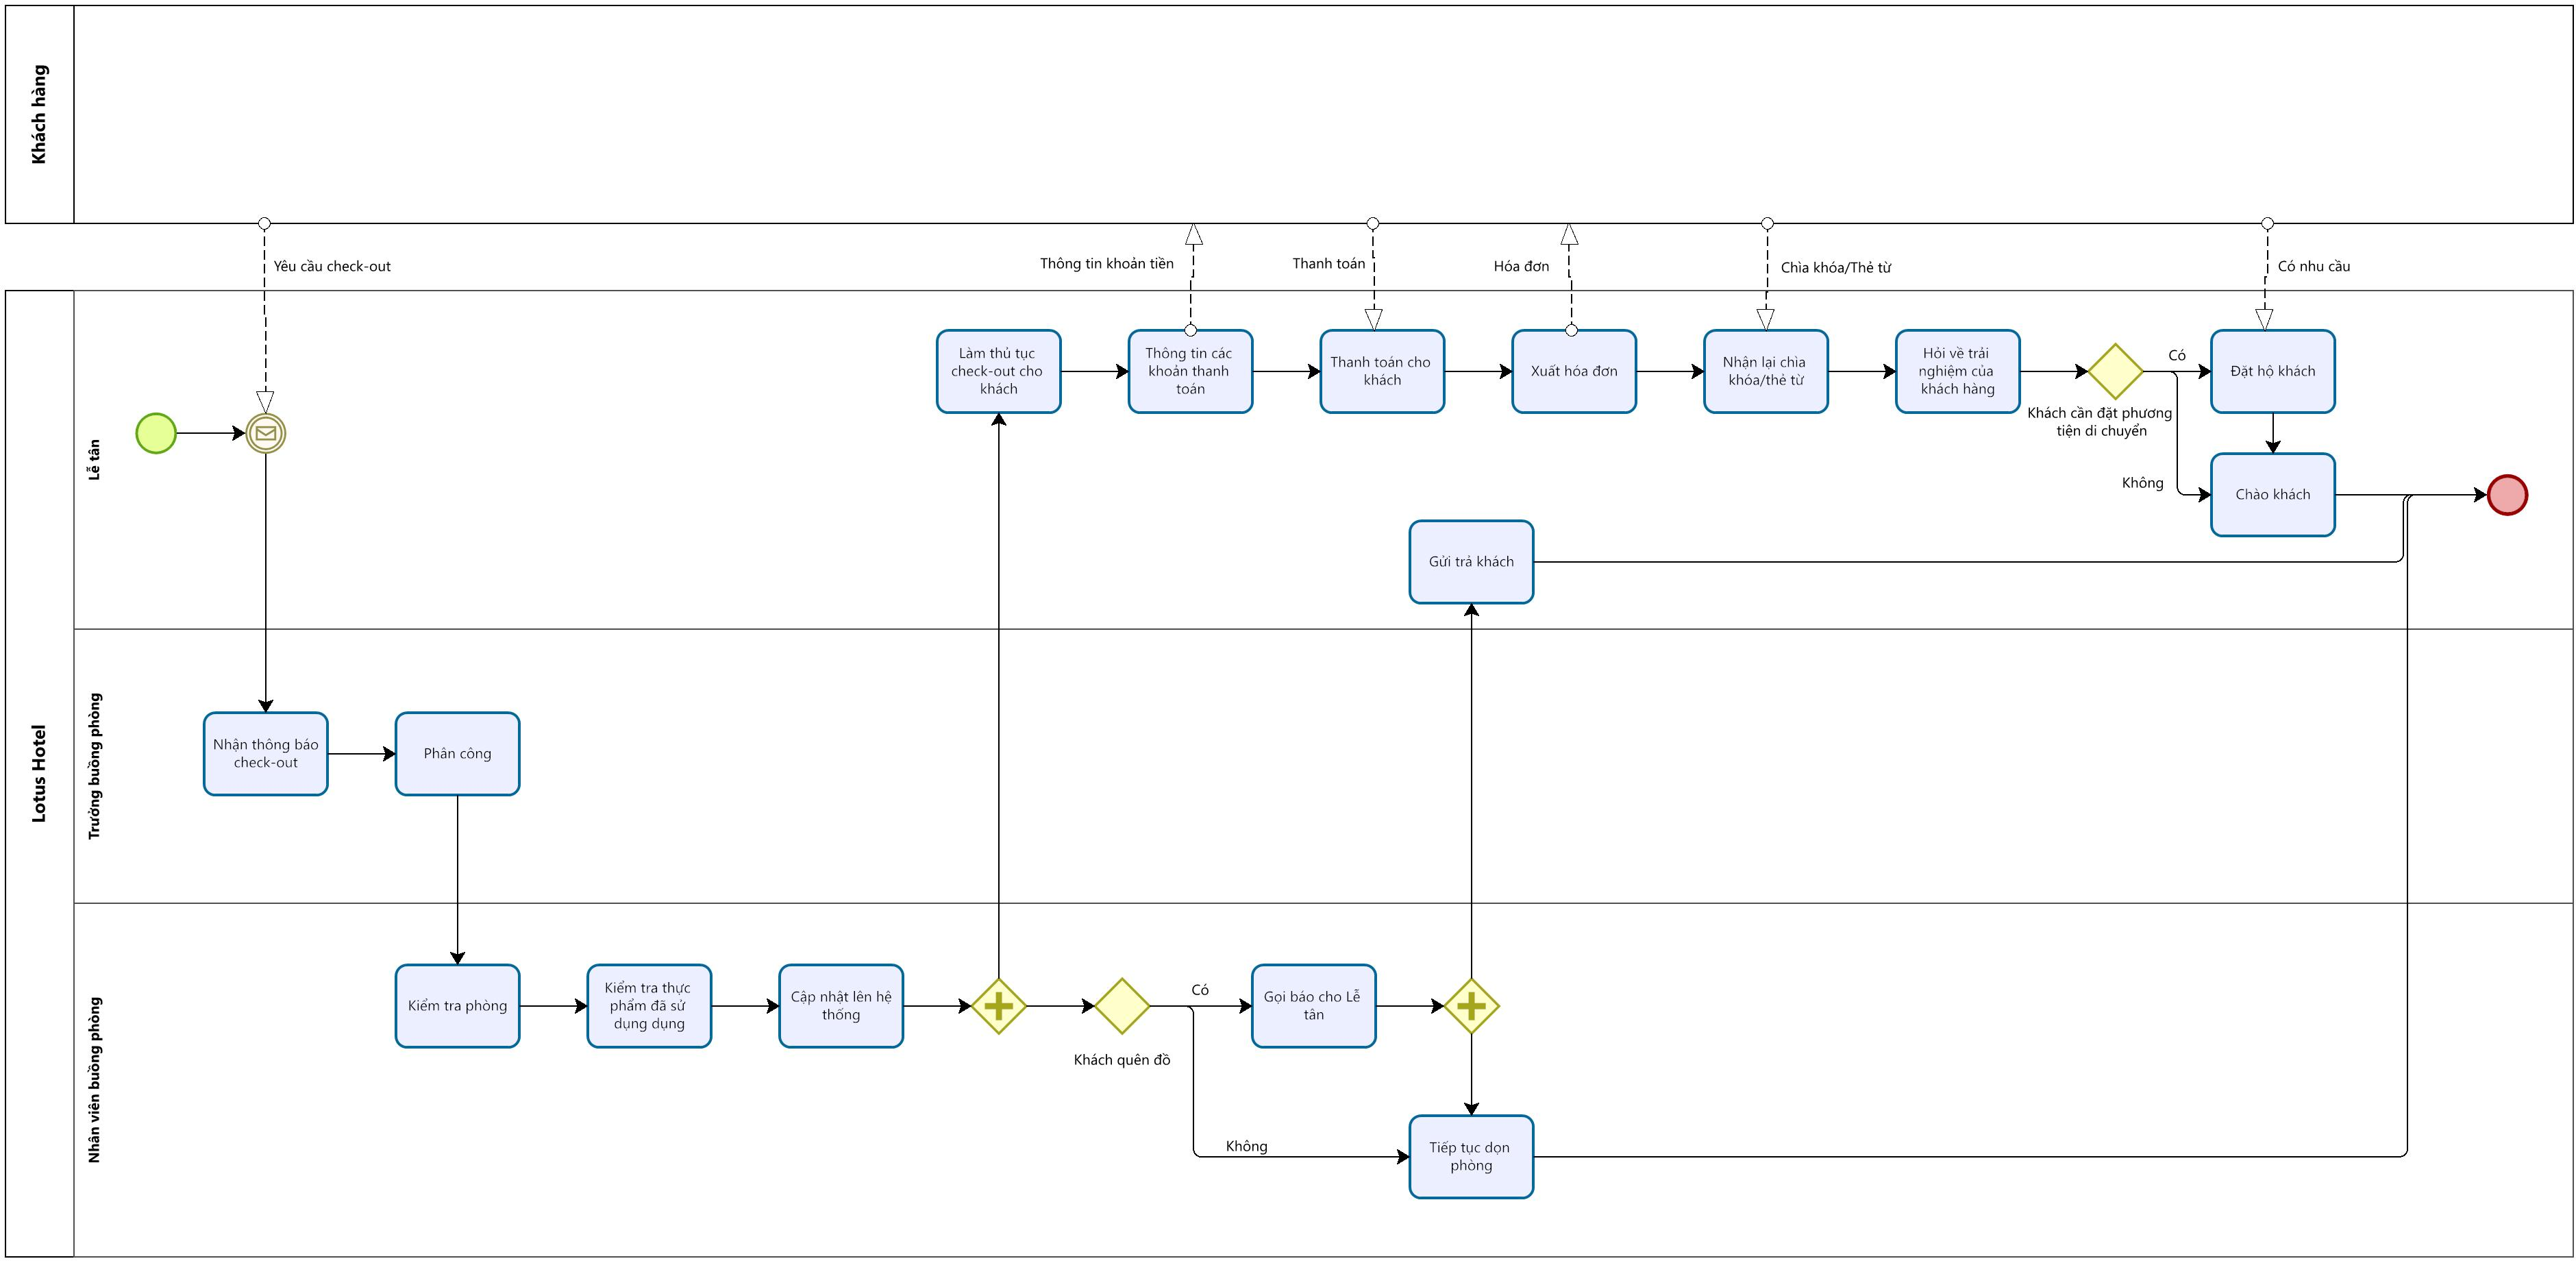 Khách hàng
Yêu cầu check-out
Thông tin khoản tiền
Thanh toán
Hóa đơn
Chìa khóa/Thẻ từ
Có nhu cầu
Lotus Hotel
Lễ tân
Làm thủ tục
check-out cho
khách
Thông tin các
khoản thanh
toán
Thanh toán cho
khách
Xuất hóa đơn
Nhận lại chìa
khóa/thẻ từ
Hỏi về trải
nghiệm của
khách hàng
Khách cần đặt phương
tiện di chuyển
Có
Đặt hộ khách
Không
Chào khách
Gửi trả khách
Trưởng buồng phòng
Nhận thông báo
check-out
Phân công
Nhân viên buồng phòng
Kiểm tra phòng
Kiểm tra thực
phẩm đã sử
dụng dụng
Cập nhật lên hệ
thống
Khách quên đồ
Có
Gọi báo cho Lễ
tân
Không
Tiếp tục dọn
phòng